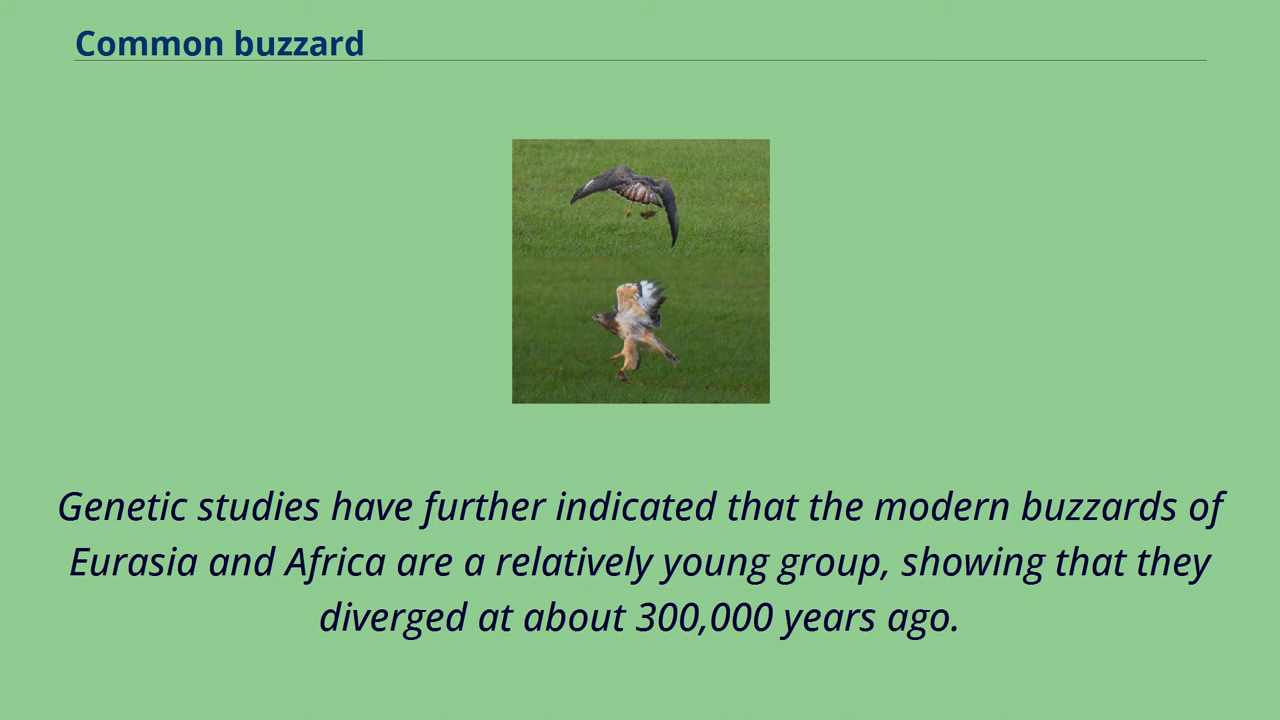 Common buzzard
Genetic studies have further indicated that the modern buzzards of
Eurasia and Africa are a relatively young group, showing that they
diverged at about 300,000 years ago.